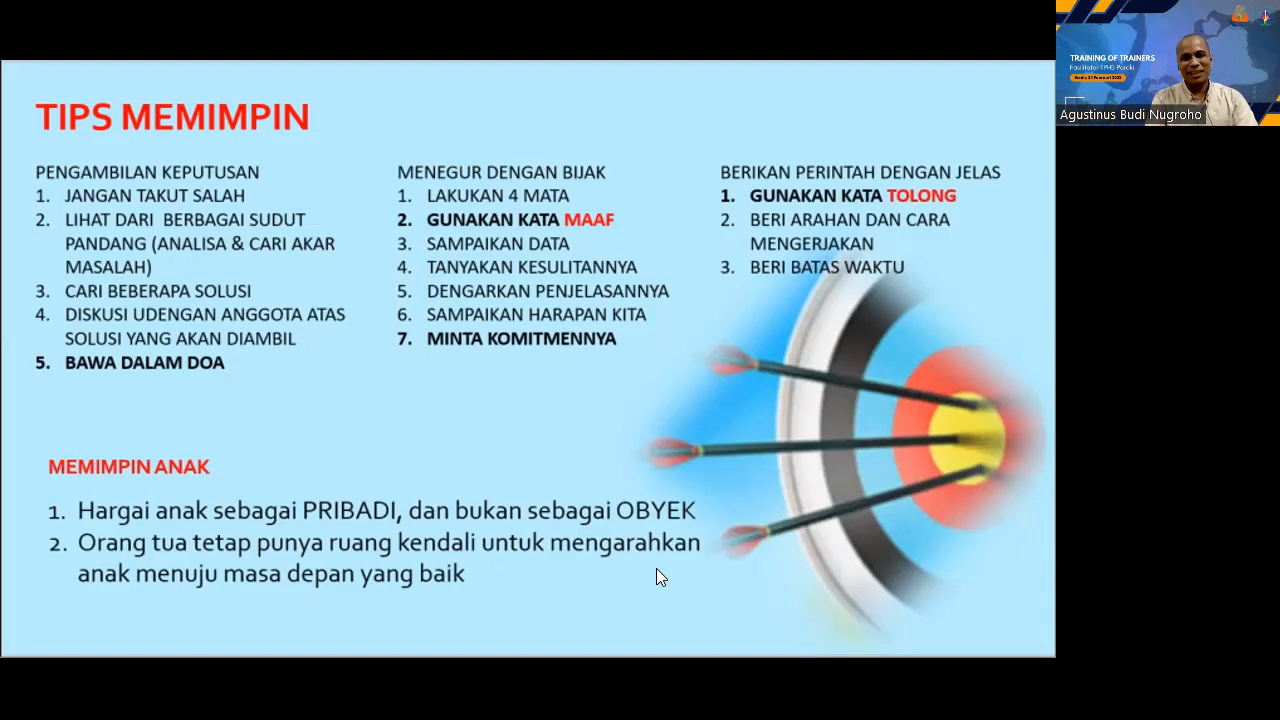 TIPS MEMIMPIN
PENGAMBILAN KEPUTUSAN
1. JANGAN TAKUT SALAH
2. LIHAT DARI BERBAGAI SUDUT
PANDANG (ANALISA & CARI AKAR
MASALAH)
3. CARI BEBERAPA SOLUSI
4. DISKUSI UDENGAN ANGGOTA ATAS
SOLUSI YANG AKAN DIAMBIL
5. BAWA DALAM DOA
MENEGUR DENGAN BIJAK
1. LAKUKAN 4 MATA
2. GUNAKAN KATA MAAF
3. SAMPAIKAN DATA
4. TANYAKAN KESULITANNYA
5. DENGARKAN PENJELASANNYA
6. SAMPAIKAN HARAPAN KITA
7. MINTA KOMITMENNYA
BERIKAN PERINTAH DENGAN JELAS
1. GUNAKAN KATA TOLONG
2. BERI ARAHAN DAN CARA
MENGERJAKAN
3. BERI BATAS WAKTU
MEMIMPIN ANAK
1. Hargai anak sebagai PRIBADI, dan bukan sebagai OBYEK
2. Orang tua tetap punya ruang kendali untuk mengarahkan
anak menuju masa depan yang baik
TRAINING OF TRAINERS
Fasilitator Paroki
Agustinus Budi Nugroho